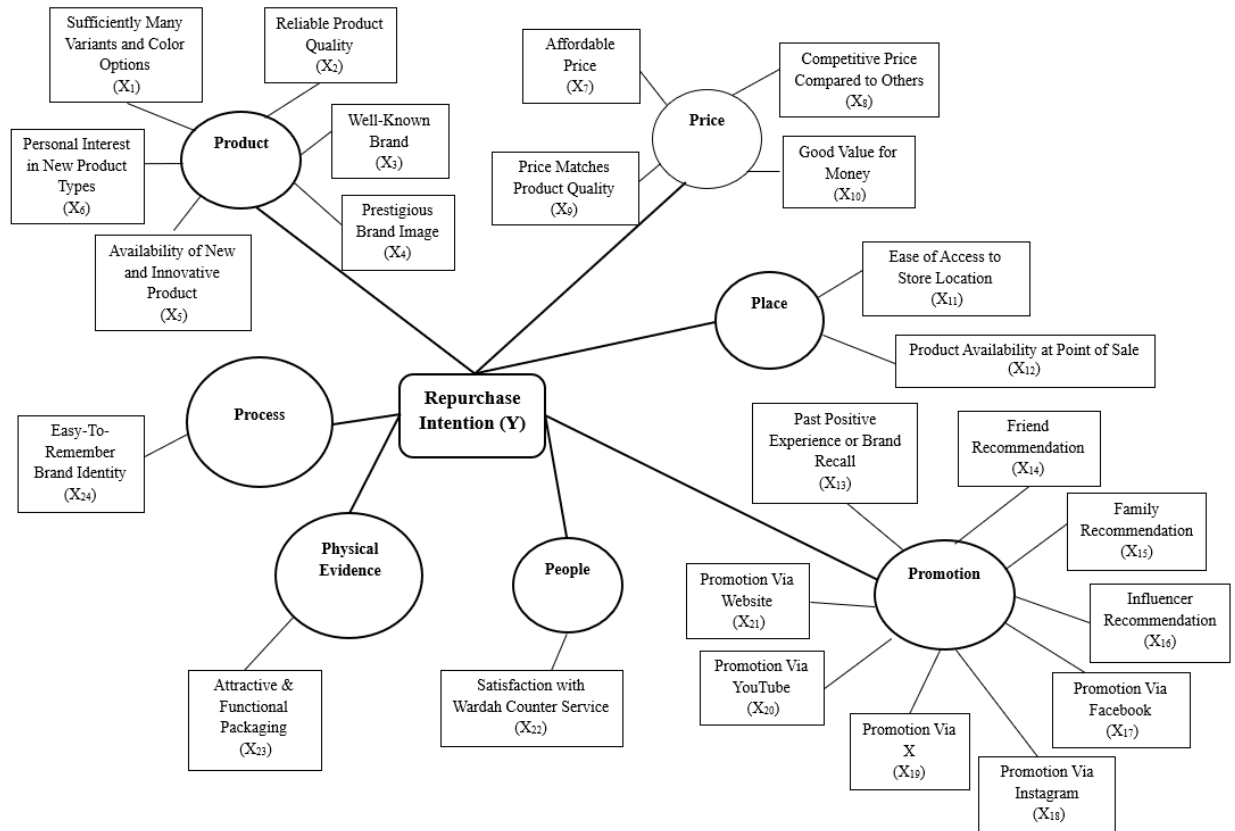 Sufficiently Many
Variants and Color
Options
(X₁)
Reliable Product
Quality
(X₂)
Well-Known
Brand
(X₃)
Prestigious
Brand Image
(X₄)
Availability of New
and Innovative
Product
(X₅)
Personal Interest
in New Product
Types
(X₆)
Product
Affordable
Price
(X₇)
Competitive Price
Compared to Others
(X₈)
Price Matches
Product Quality
(X₉)
Good Value for
Money
(X₁₀)
Price
Ease of Access to
Store Location
(X₁₁)
Product Availability at Point of Sale
(X₁₂)
Place
Repurchase
Intention (Y)
Process
Easy-To-
Remember
Brand Identity
(X₂₄)
Physical
Evidence
Attractive &
Functional
Packaging
(X₂₃)
People
Satisfaction with
Wardah Counter Service
(X₂₂)
Promotion
Past Positive
Experience or Brand
Recall
(X₁₃)
Friend
Recommendation
(X₁₄)
Family
Recommendation
(X₁₅)
Influencer
Recommendation
(X₁₆)
Promotion Via
Facebook
(X₁₇)
Promotion Via
Instagram
(X₁₈)
Promotion Via
X
(X₁₉)
Promotion Via
YouTube
(X₂₀)
Promotion Via
Website
(X₂₁)